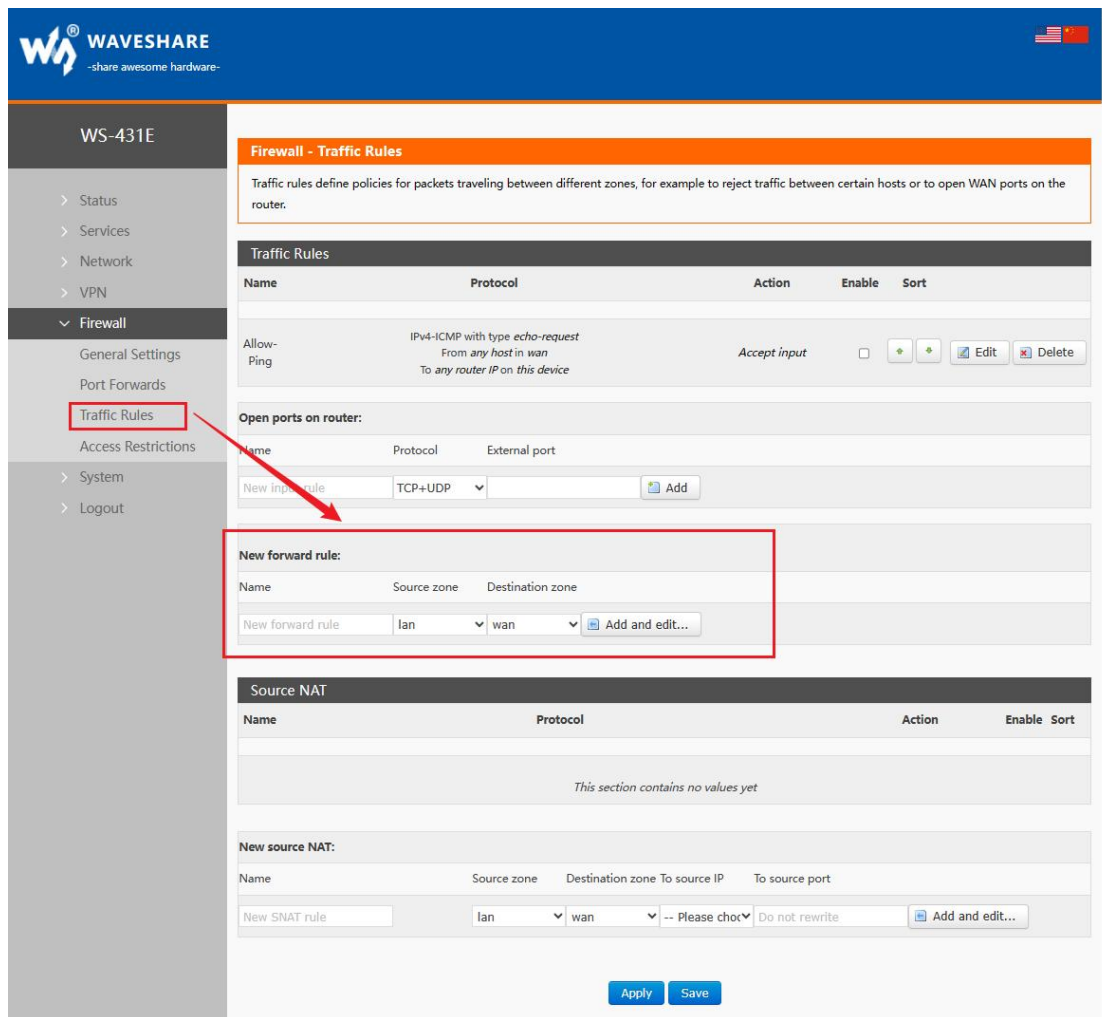 WAVESHARE
-share awesome hardware-
WS-431E
Status
Services
Network
VPN
Firewall
General Settings
Port Forwards
Traffic Rules
Access Restrictions
System
Logout
Firewall - Traffic Rules
Traffic rules define policies for packets traveling between different zones, for example to reject traffic between certain hosts or to open WAN ports on the
router.
Traffic Rules
Name Protocol Action Enable Sort
Allow-
Ping
IPv4-ICMP with type echo-request
From any host in wan
To any router IP on this device
Accept input
Edit Delete
Open ports on router:
Name Protocol External port
New input rule TCP+UDP Add
New forward rule:
Name Source zone Destination zone
New forward rule lan wan Add and edit...
Source NAT
Name Protocol Action Enable Sort
This section contains no values yet
New source NAT:
Name Source zone Destination zone To source IP To source port
New SNAT rule lan wan -- Please choc Do not rewrite Add and edit...
Apply Save